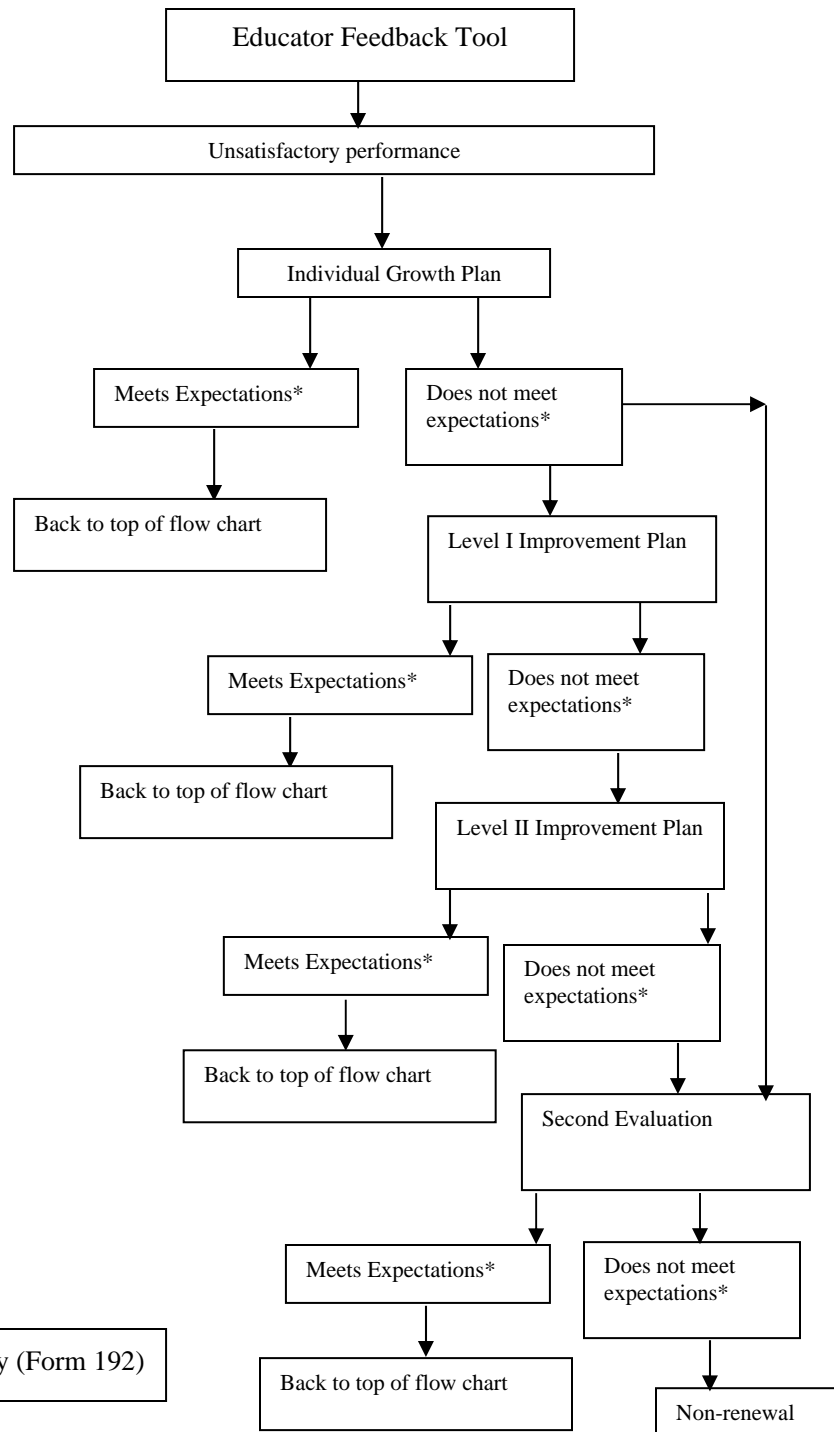 Educator Feedback Tool
Unsatisfactory performance
Individual Growth Plan
Meets Expectations*
Does not meet
expectations*
Back to top of flow chart
Level I Improvement Plan
Meets Expectations*
Does not meet
expectations*
Back to top of flow chart
Level II Improvement Plan
Meets Expectations*
Does not meet
expectations*
Back to top of flow chart
Second Evaluation
Meets Expectations*
Does not meet
expectations*
(Form 192)
Back to top of flow chart
Non-renewal